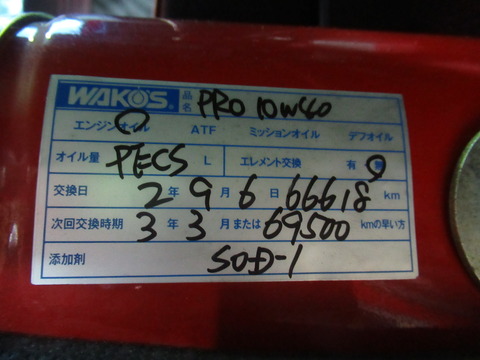 WAKO'S 品名 PRO 10W40
エンジンオイル ATF ミッションオイル デフオイル
オイル量 PECS L エレメント交換 有
交換日 2年 9月 6日 66618 km
次回交換時期 3年 3月または 69500 kmの早い方
添加剤 SOD-1